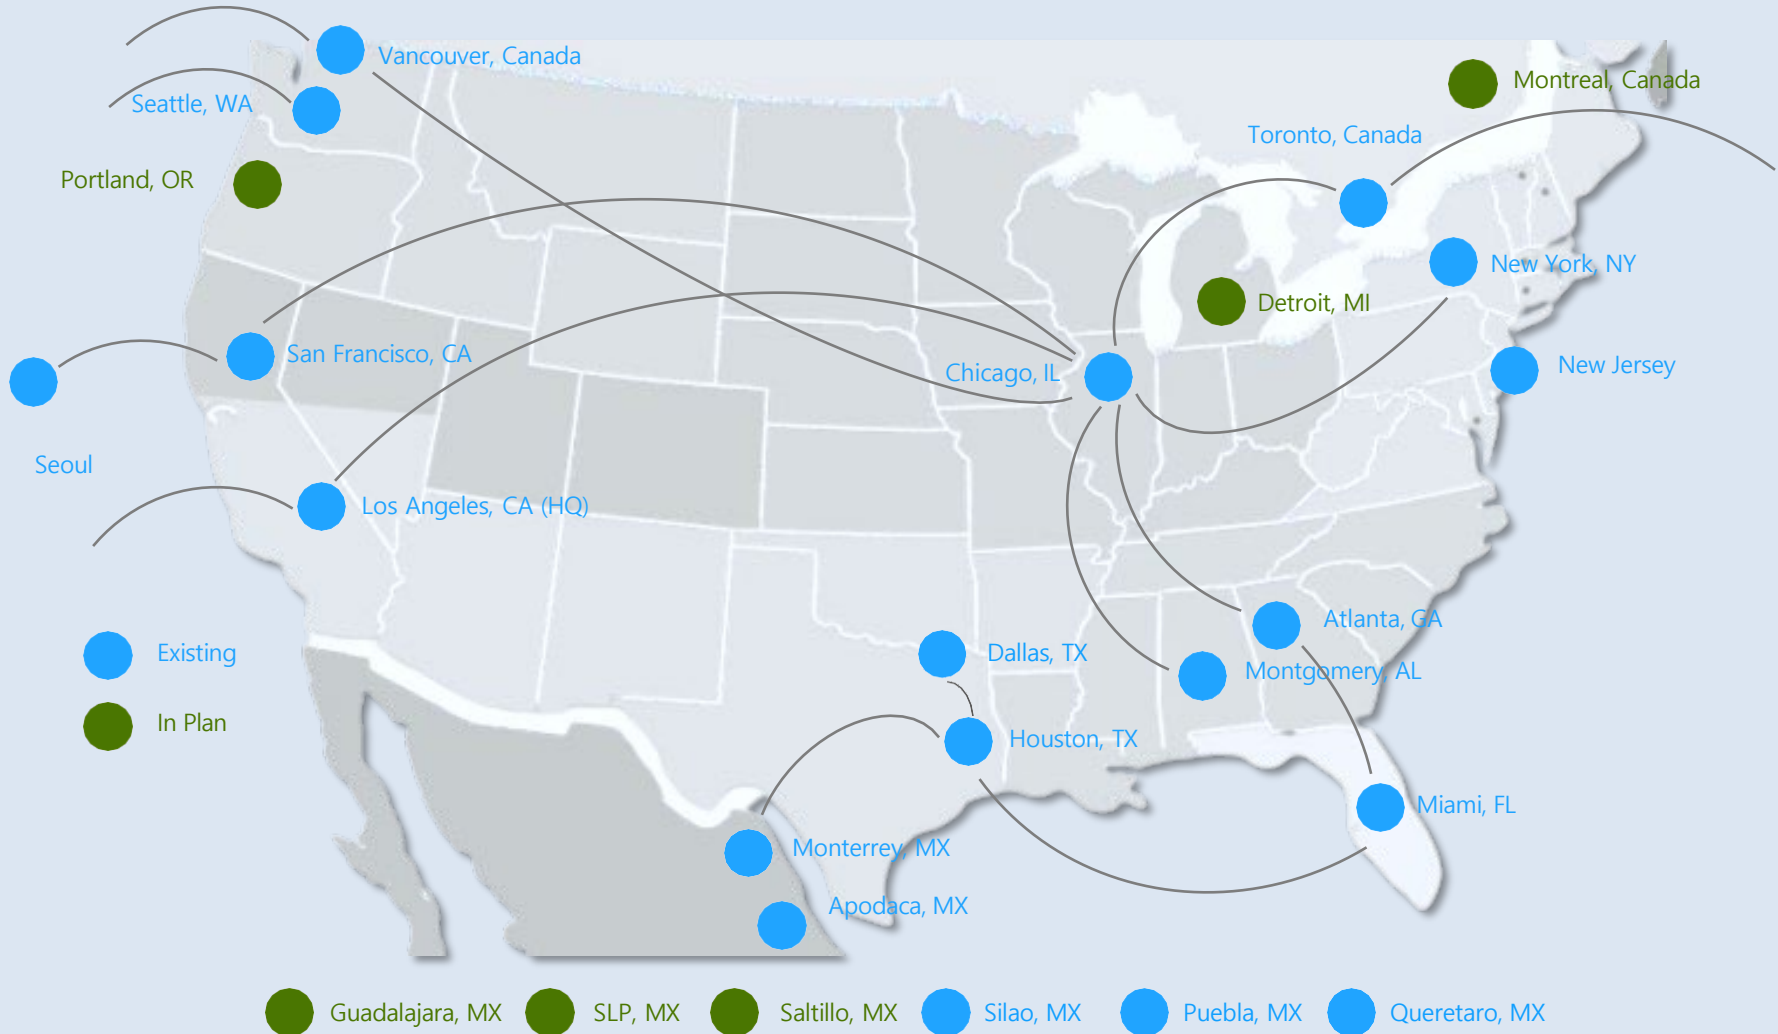 Vancouver, Canada
Montreal, Canada
Seattle, WA
Toronto, Canada
Portland, OR
New York, NY
Detroit, MI
San Francisco, CA
Chicago, IL
New Jersey
Seoul
Los Angeles, CA (HQ)
Atlanta, GA
Existing
Dallas, TX
Montgomery, AL
In Plan
Houston, TX
Miami, FL
Monterrey, MX
Apodaca, MX
Guadalajara, MX
SLP, MX
Saltillo, MX
Silao, MX
Puebla, MX
Queretaro, MX